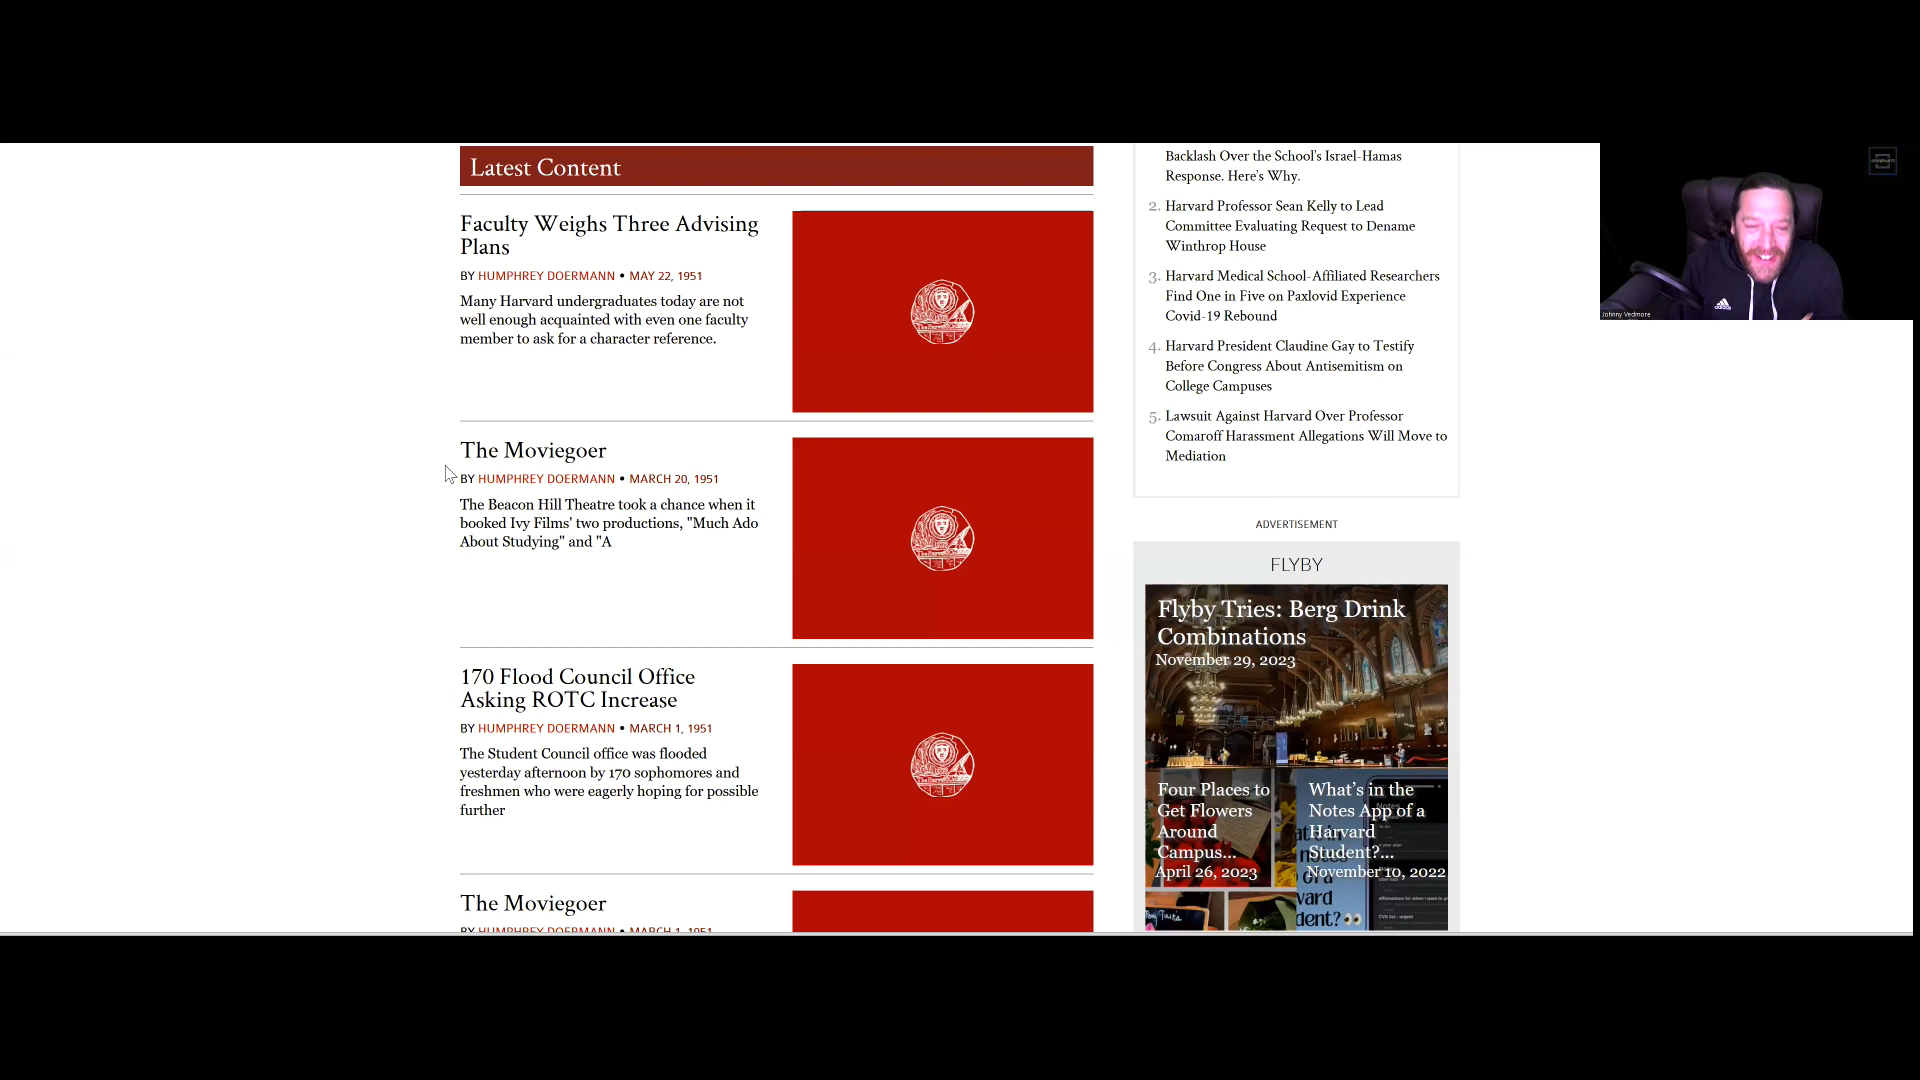 Latest Content
Faculty Weighs Three Advising
Plans
BY HUMPHREY DOERMANN • MAY 22, 1951
Many Harvard undergraduates today are not
well enough acquainted with even one faculty
member to ask for a character reference.
The Moviegoer
BY HUMPHREY DOERMANN • MARCH 20, 1951
The Beacon Hill Theatre took a chance when it
booked Ivy Films' two productions, "Much Ado
About Studying" and "A
170 Flood Council Office
Asking ROTC Increase
BY HUMPHREY DOERMANN • MARCH 1, 1951
The Student Council office was flooded
yesterday afternoon by 170 sophomores and
freshmen who were eagerly hoping for possible
further
The Moviegoer
BY HUMPHREY DOERMANN • MARCH 1, 1951
Backlash Over the School's Israel-Hamas
Response. Here's Why.
2. Harvard Professor Sean Kelly to Lead
Committee Evaluating Request to Dename
Winthrop House
3. Harvard Medical School-Affiliated Researchers
Find One in Five on Paxlovid Experience
Covid-19 Rebound
4. Harvard President Claudine Gay to Testify
Before Congress About Antisemitism on
College Campuses
5. Lawsuit Against Harvard Over Professor
Comaroff Harassment Allegations Will Move to
Mediation
ADVERTISEMENT
FLYBY
Flyby Tries: Berg Drink
Combinations
November 29, 2023
Four Places to
Get Flowers
Around
Campus...
April 26, 2023
What's in the
Notes App of a
Harvard
Student?...
November 10, 2022
Johnny Vedmore
adidas